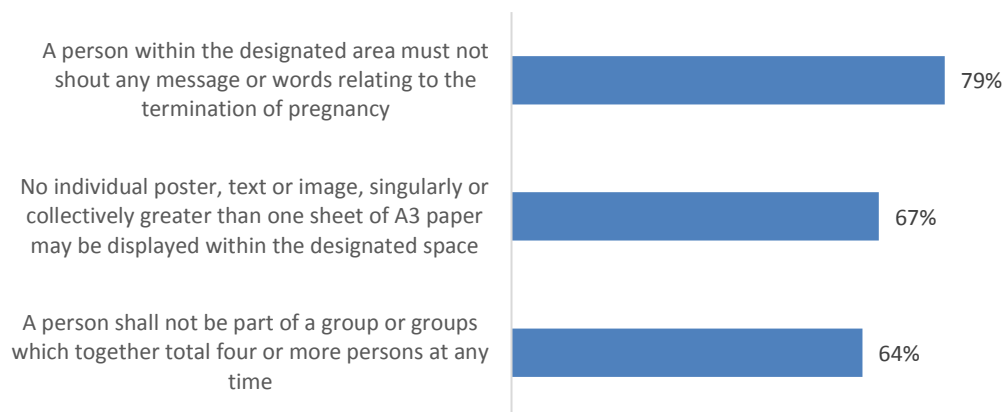 A person within the designated area must not
shout any message or words relating to the
termination of pregnancy
79%
No individual poster, text or image, singularly or
collectively greater than one sheet of A3 paper
may be displayed within the designated space
67%
A person shall not be part of a group or groups
which together total four or more persons at any
time
64%